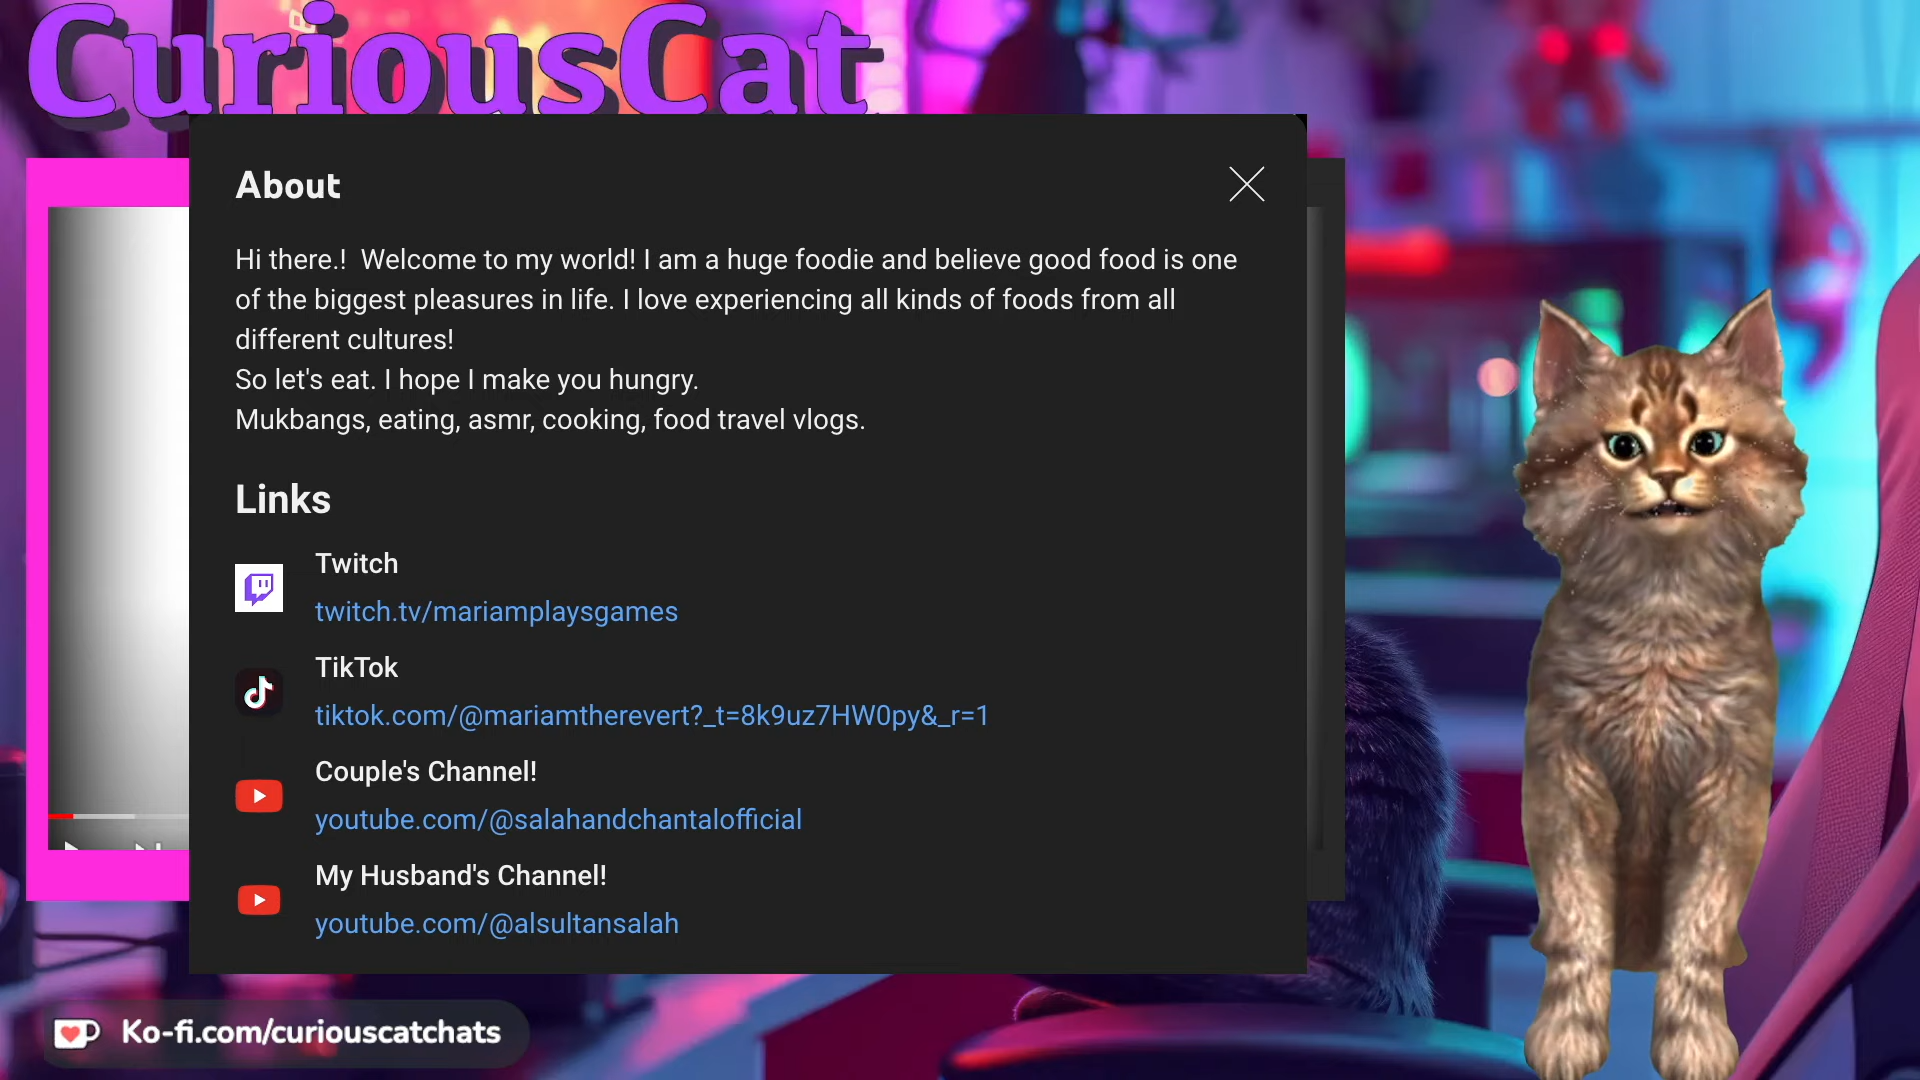 CuriousCat
About
Hi there.!  Welcome to my world! I am a huge foodie and believe good food is one
of the biggest pleasures in life. I love experiencing all kinds of foods from all
different cultures!
So let's eat. I hope I make you hungry.
Mukbangs, eating, asmr, cooking, food travel vlogs.
Links
Twitch
twitch.tv/mariamplaysgames
TikTok
tiktok.com/@mariamtherevert?_t=8k9uz7HW0py&_r=1
Couple's Channel!
youtube.com/@salahandchantalofficial
My Husband's Channel!
youtube.com/@alsultansalah
Ko-fi.com/curiouscatchats